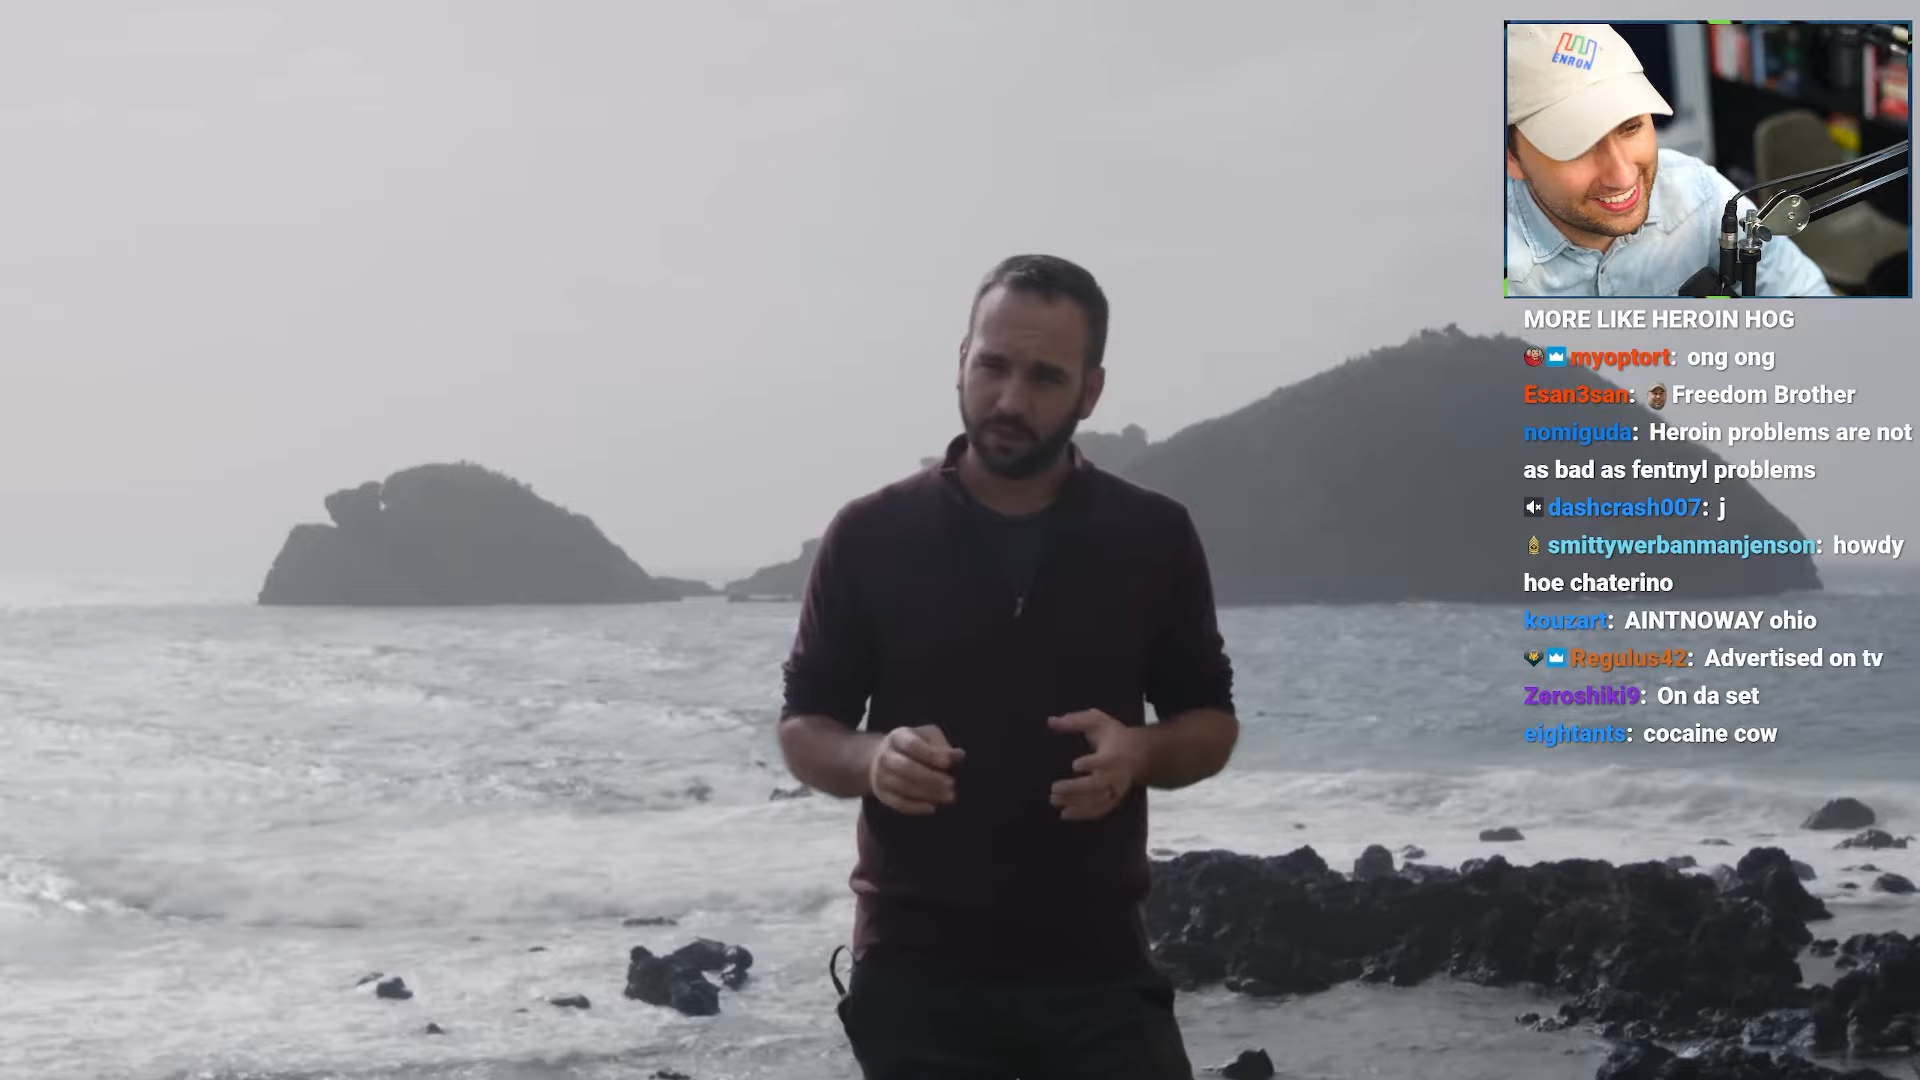 ENRON
MORE LIKE HEROIN HOG
myoptort: ong ong
Esan3san: Freedom Brother
nomiguda: Heroin problems are not
as bad as fentnyl problems
dashcrash007: j
smittywerbanmanjenson: howdy
hoe chaterino
kouzart: AINTNOWAY ohio
Regulus42: Advertised on tv
Zeroshiki9: On da set
eightants: cocaine cow